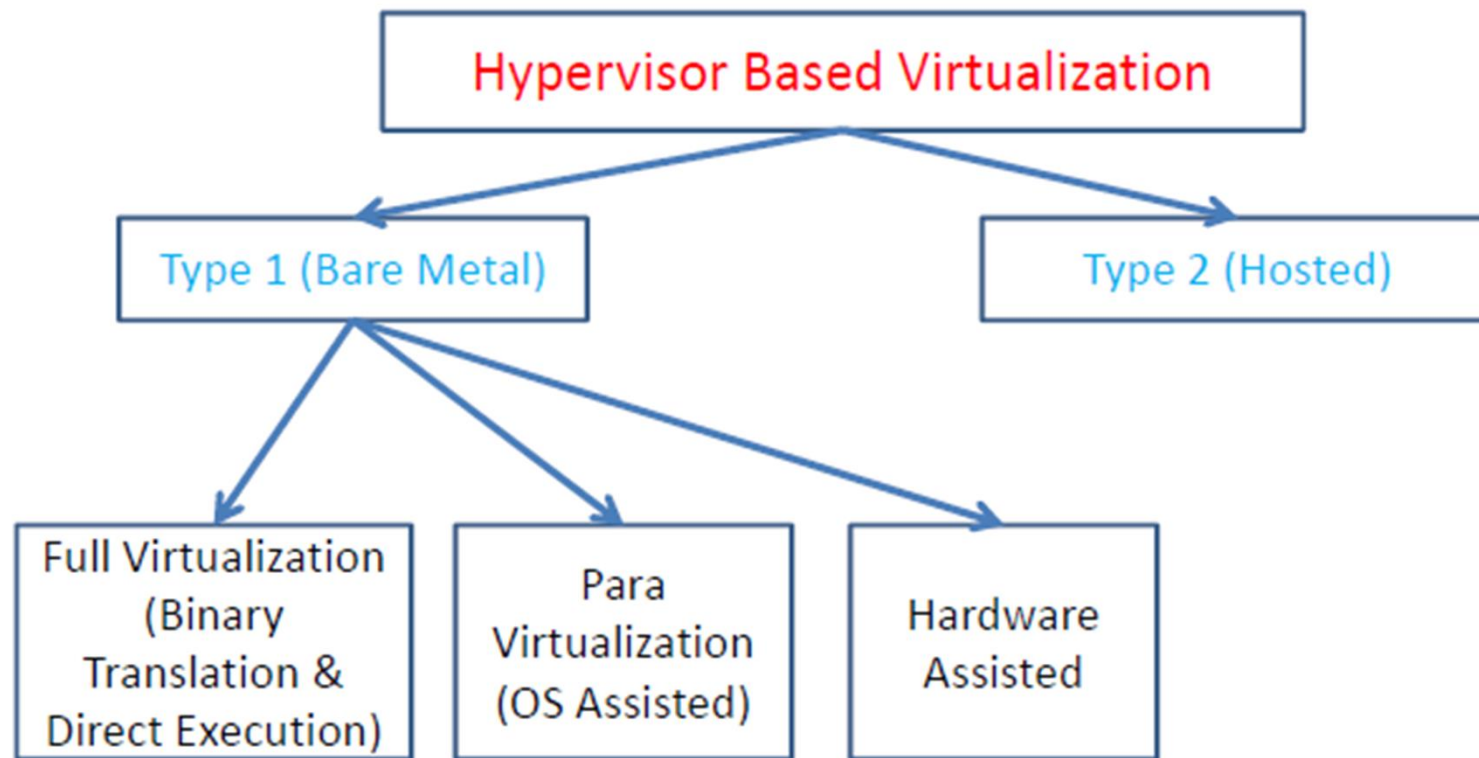 Hypervisor Based Virtualization
Type 1 (Bare Metal)
Type 2 (Hosted)
Full Virtualization
(Binary
Translation &
Direct Execution)
Para
Virtualization
(OS Assisted)
Hardware
Assisted